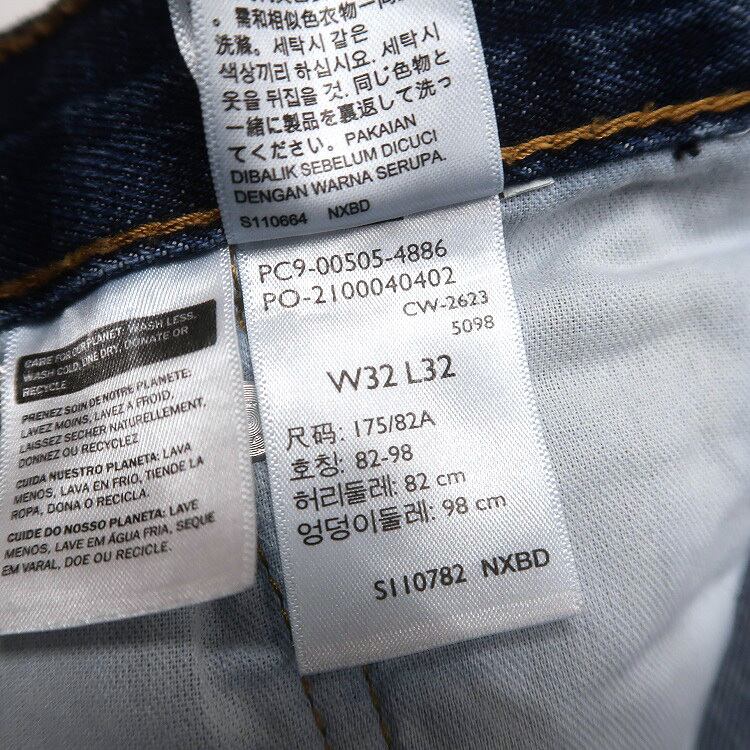 。需和相似色衣物一同
洗涤。세탁시 같은
색상끼리 하십시요. 세탁시
옷을 뒤집을 것. 同じ色物と
一緒に製品を裏返して洗っ
てください。PAKAIAN
DIBALIK SEBELUM DICUCI
DENGAN WARNA SERUPA.
S110664 NXBD
PC9-00505-4886
PO-2100040402
CW-2623
5098
W32 L32
尺码: 175/82A
호칭: 82-98
허리둘레: 82 cm
엉덩이둘레: 98 cm
S110782 NXBD
CARE FOR OUR PLANET: WASH LESS,
WASH COLD, LINE DRY, DONATE OR
RECYCLE.
PRENEZ SOIN DE NOTRE PLANETE:
LAVEZ MOINS, LAVEZ A FROID,
LAISSEZ SECHER NATURELLEMENT,
DONNEZ OU RECYCLEZ
CUIDA NUESTRO PLANETA: LAVA
MENOS, LAVA EN FRIO, TIENDE LA
ROPA, DONA O RECICLA.
CUIDE DO NOSSO PLANETA: LAVE
MENOS, LAVE EM ÁGUA FRIA, SEQUE
EM VARAL, DOE OU RECICLE.